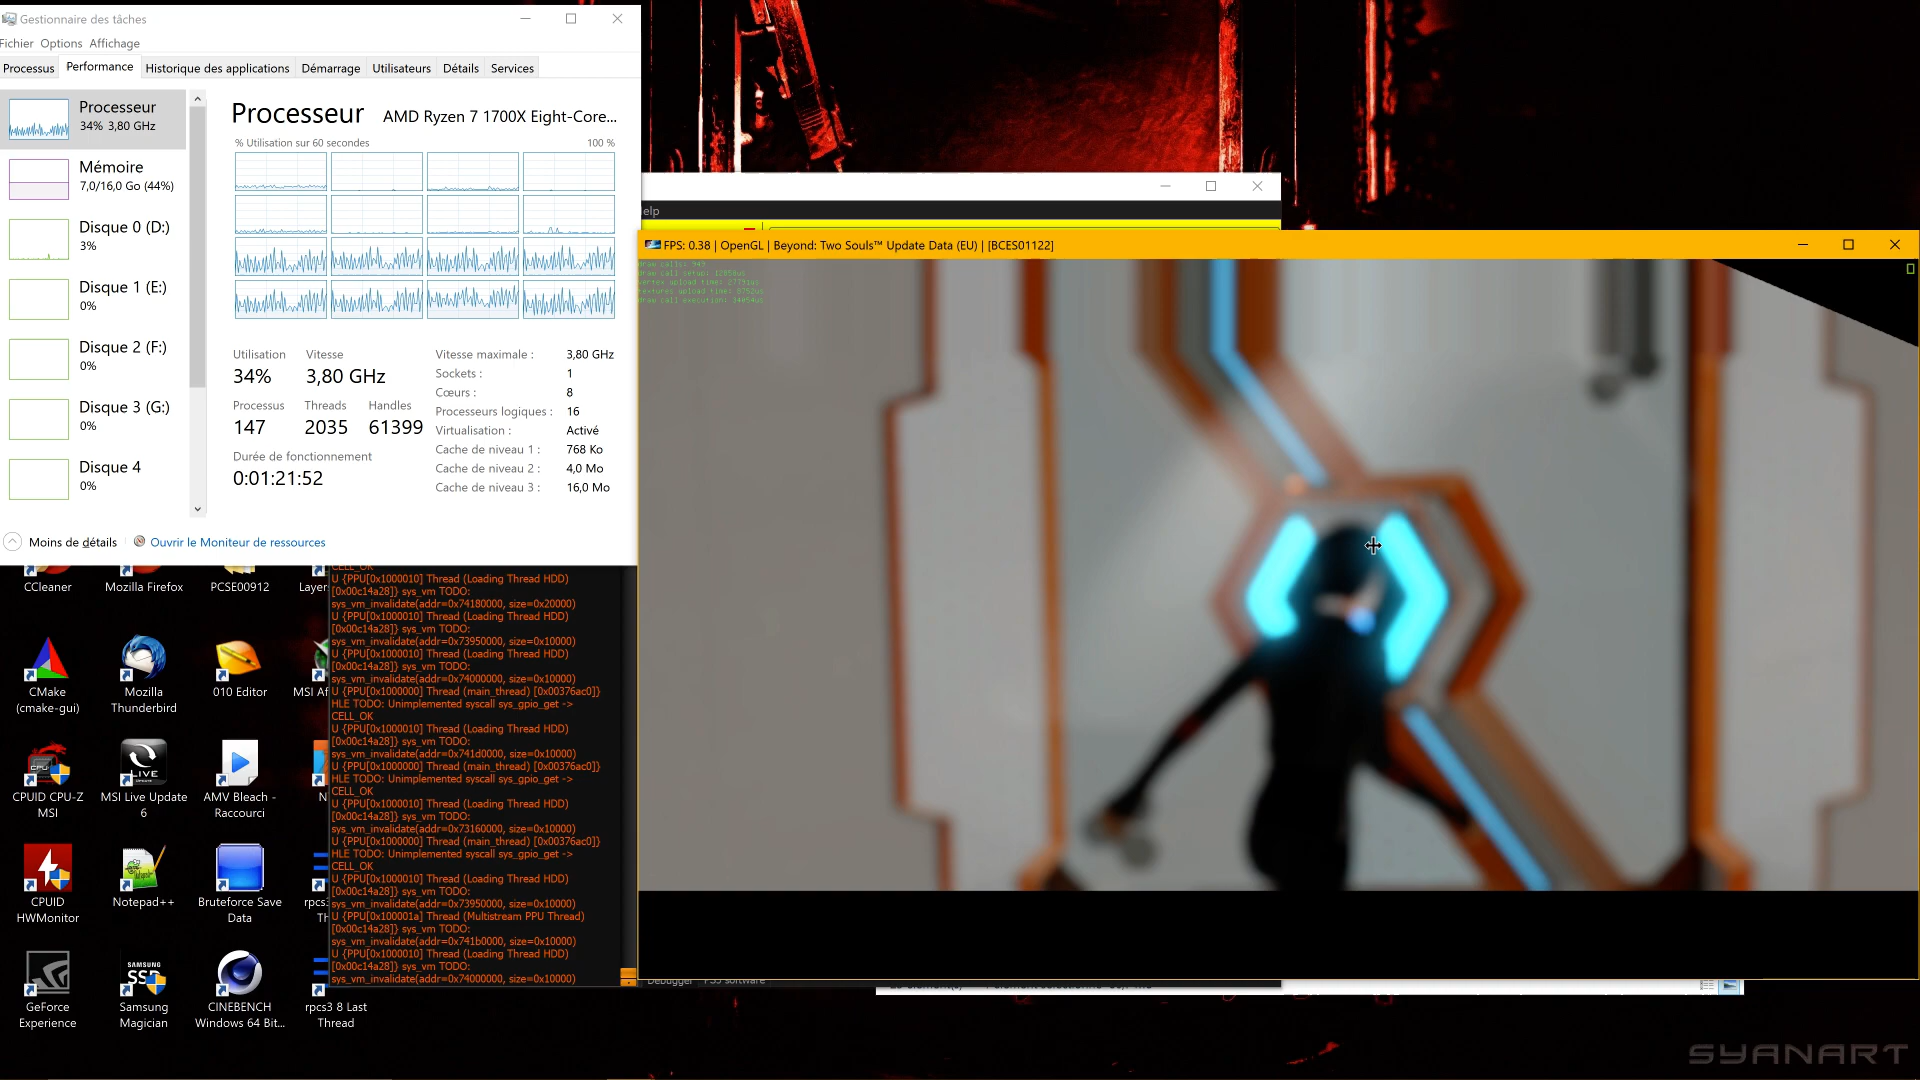 Gestionnaire des tâches
Fichier Options Affichage
Processus Performance Historique des applications Démarrage Utilisateurs Détails Services
Processeur
34% 3,80 GHz
Mémoire
7,0/16,0 Go (44%)
Disque 0 (D:)
3%
Disque 1 (E:)
0%
Disque 2 (F:)
0%
Disque 3 (G:)
0%
Disque 4
0%
Processeur AMD Ryzen 7 1700X Eight-Core...
% Utilisation sur 60 secondes 100 %
Utilisation Vitesse
34% 3,80 GHz
Processus Threads Handles
147 2035 61399
Durée de fonctionnement
0:01:21:52
Vitesse maximale : 3,80 GHz
Sockets : 1
Cœurs : 8
Processeurs logiques : 16
Virtualisation : Activé
Cache de niveau 1 : 768 Ko
Cache de niveau 2 : 4,0 Mo
Cache de niveau 3 : 16,0 Mo
Moins de détails Ouvrir le Moniteur de ressources
elp
FPS: 0.38 | OpenGL | Beyond: Two Souls™ Update Data (EU) | [BCES01122]
CELL_OK
U {PPU[0x1000010] Thread (Loading Thread HDD)
[0x00c14a28]} sys_vm TODO:
sys_vm_invalidate(addr=0x74180000, size=0x20000)
U {PPU[0x1000010] Thread (Loading Thread HDD)
[0x00c14a28]} sys_vm TODO:
sys_vm_invalidate(addr=0x73950000, size=0x10000)
U {PPU[0x1000010] Thread (Loading Thread HDD)
[0x00c14a28]} sys_vm TODO:
sys_vm_invalidate(addr=0x74000000, size=0x10000)
U {PPU[0x1000000] Thread (main_thread) [0x00376ac0]}
HLE TODO: Unimplemented syscall sys_gpio_get ->
CELL_OK
U {PPU[0x1000010] Thread (Loading Thread HDD)
[0x00c14a28]} sys_vm TODO:
sys_vm_invalidate(addr=0x741d0000, size=0x10000)
U {PPU[0x1000000] Thread (main_thread) [0x00376ac0]}
HLE TODO: Unimplemented syscall sys_gpio_get ->
CELL_OK
U {PPU[0x1000010] Thread (Loading Thread HDD)
[0x00c14a28]} sys_vm TODO:
sys_vm_invalidate(addr=0x73160000, size=0x10000)
U {PPU[0x1000000] Thread (main_thread) [0x00376ac0]}
HLE TODO: Unimplemented syscall sys_gpio_get ->
CELL_OK
U {PPU[0x1000010] Thread (Loading Thread HDD)
[0x00c14a28]} sys_vm TODO:
sys_vm_invalidate(addr=0x73950000, size=0x10000)
U {PPU[0x100001a] Thread (Multistream PPU Thread)
[0x00c14a28]} sys_vm TODO:
sys_vm_invalidate(addr=0x741b0000, size=0x10000)
U {PPU[0x1000010] Thread (Loading Thread HDD)
[0x00c14a28]} sys_vm TODO:
sys_vm_invalidate(addr=0x74000000, size=0x10000)
CCleaner
Mozilla Firefox
PCSE00912
Layer
CMake
(cmake-gui)
Mozilla
Thunderbird
010 Editor
MSI Af
CPUID CPU-Z
MSI
MSI Live Update
6
AMV Bleach -
Raccourci
N
CPUID
HWMonitor
Notepad++
Bruteforce Save
Data
rpcs:
Th
GeForce
Experience
Samsung
Magician
CINEBENCH
Windows 64 Bit...
rpcs3 8 Last
Thread
SYANART